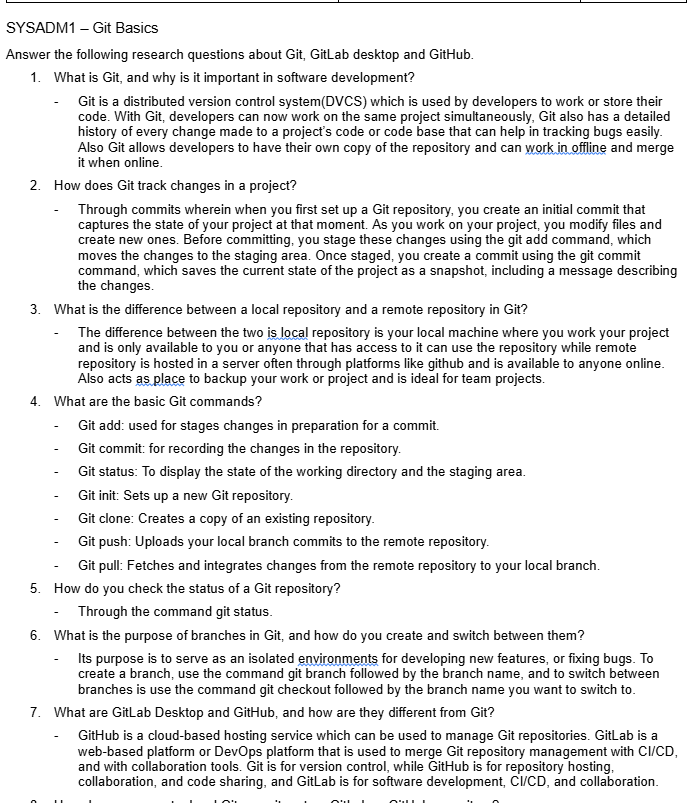 SYSADM1 – Git Basics
Answer the following research questions about Git, GitLab desktop and GitHub.
1. What is Git, and why is it important in software development?
- Git is a distributed version control system(DVCS) which is used by developers to work or store their
code. With Git, developers can now work on the same project simultaneously, Git also has a detailed
history of every change made to a project's code or code base that can help in tracking bugs easily.
Also Git allows developers to have their own copy of the repository and can work in offline and merge
it when online.
2. How does Git track changes in a project?
- Through commits wherein when you first set up a Git repository, you create an initial commit that
captures the state of your project at that moment. As you work on your project, you modify files and
create new ones. Before committing, you stage these changes using the git add command, which
moves the changes to the staging area. Once staged, you create a commit using the git commit
command, which saves the current state of the project as a snapshot, including a message describing
the changes.
3. What is the difference between a local repository and a remote repository in Git?
- The difference between the two is local repository is your local machine where you work your project
and is only available to you or anyone that has access to it can use the repository while remote
repository is hosted in a server often through platforms like github and is available to anyone online.
Also acts as place to backup your work or project and is ideal for team projects.
4. What are the basic Git commands?
- Git add: used for stages changes in preparation for a commit.
- Git commit: for recording the changes in the repository.
- Git status: To display the state of the working directory and the staging area.
- Git init: Sets up a new Git repository.
- Git clone: Creates a copy of an existing repository.
- Git push: Uploads your local branch commits to the remote repository.
- Git pull: Fetches and integrates changes from the remote repository to your local branch.
5. How do you check the status of a Git repository?
- Through the command git status.
6. What is the purpose of branches in Git, and how do you create and switch between them?
- Its purpose is to serve as an isolated environments for developing new features, or fixing bugs. To
create a branch, use the command git branch followed by the branch name, and to switch between
branches is use the command git checkout followed by the branch name you want to switch to.
7. What are GitLab Desktop and GitHub, and how are they different from Git?
- GitHub is a cloud-based hosting service which can be used to manage Git repositories. GitLab is a
web-based platform or DevOps platform that is used to merge Git repository management with CI/CD,
and with collaboration tools. Git is for version control, while GitHub is for repository hosting,
collaboration, and code sharing, and GitLab is for software development, CI/CD, and collaboration.